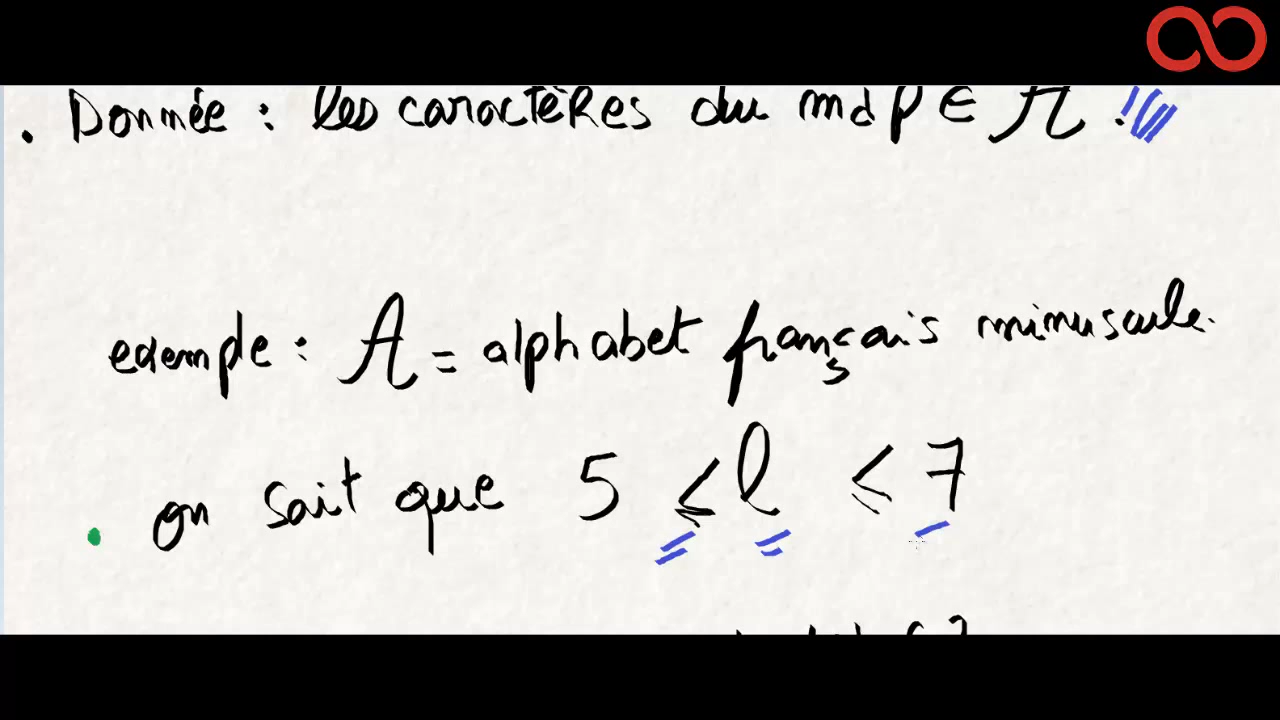 . Donnée : les caractères du mdp ∈ A !
exemple : A = alphabet français minuscule.
. on sait que 5 ≤ l ≤ 7